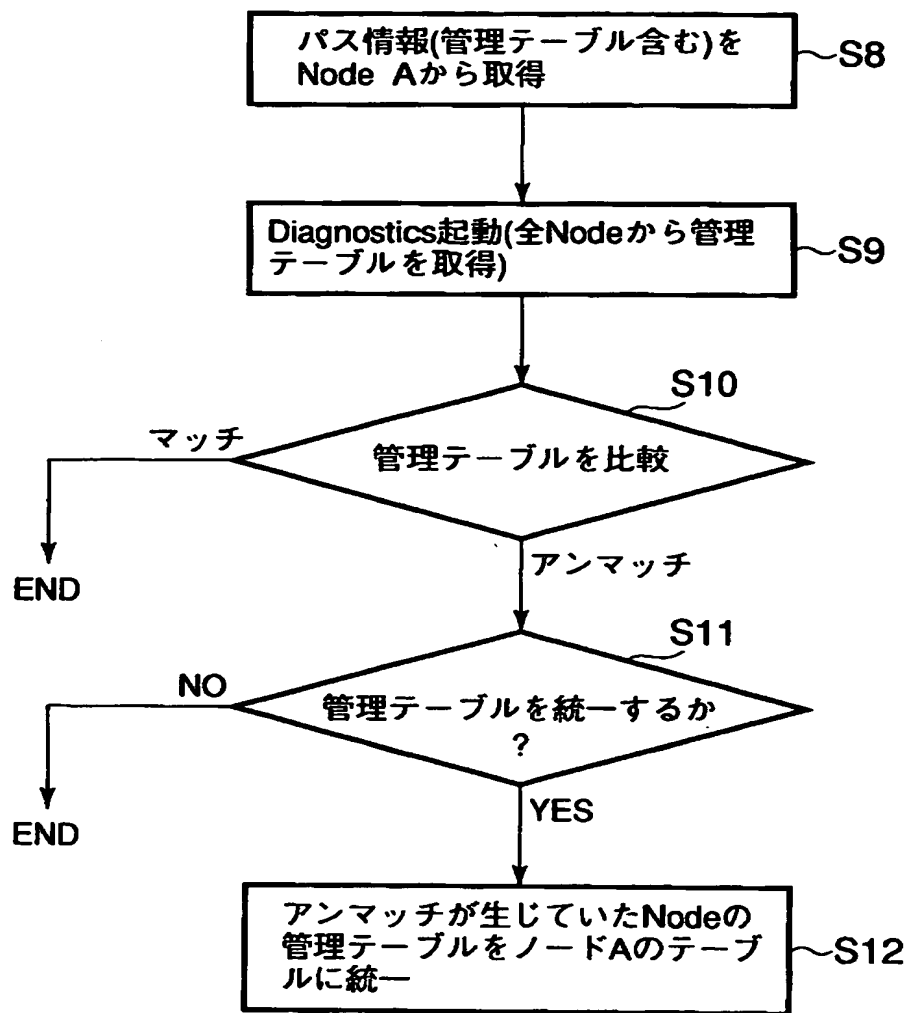 パス情報(管理テーブル含む)を
Node Aから取得
S8
Diagnostics起動(全Nodeから管理
テーブルを取得)
S9
S10
マッチ
管理テーブルを比較
END
アンマッチ
S11
NO
管理テーブルを統一するか
?
END
YES
アンマッチが生じていたNodeの
管理テーブルをノードAのテーブ
ルに統一
S12